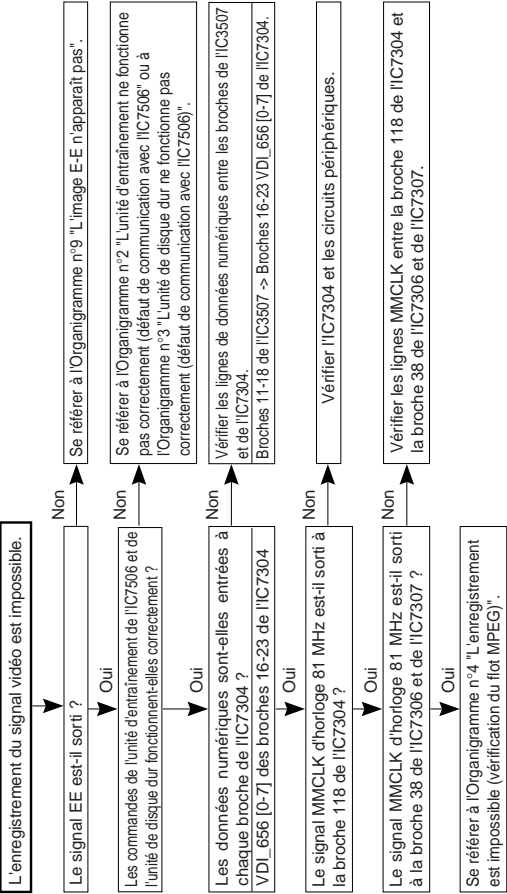 L'enregistrement du signal vidéo est impossible.
Le signal EE est-il sorti ?
Non
Se référer à l'Organigramme n°9 "L'image E-E n'apparaît pas".
Oui
Les commandes de l'unité d'entraînement de l'IC7506 et de
l'unité de disque dur fonctionnent-elles correctement ?
Non
Se référer à l'Organigramme n°2 "L'unité d'entraînement ne fonctionne
pas correctement (défaut de communication avec l'IC7506" ou à
l'Organigramme n°3 "L'unité de disque dur ne fonctionne pas
correctement (défaut de communication avec l'IC7506)".
Oui
Les données numériques sont-elles entrées à
chaque broche de l'IC7304 ?
VDI_656 [0-7] des broches 16-23 de l'IC7304
Non
Vérifier les lignes de données numériques entre les broches de l'IC3507
et de l'IC7304.
Broches 11-18 de l'IC3507 -> Broches 16-23 VDI_656 [0-7] de l'IC7304.
Oui
Le signal MMCLK d'horloge 81 MHz est-il sorti à
la broche 118 de l'IC7304 ?
Non
Vérifier l'IC7304 et les circuits périphériques.
Oui
Le signal MMCLK d'horloge 81 MHz est-il sorti
à la broche 38 de l'IC7306 et de l'IC7307 ?
Non
Vérifier les lignes MMCLK entre la broche 118 de l'IC7304 et
la broche 38 de l'IC7306 et de l'IC7307.
Oui
Se référer à l'Organigramme n°4 "L'enregistrement
est impossible (vérification du flot MPEG)".